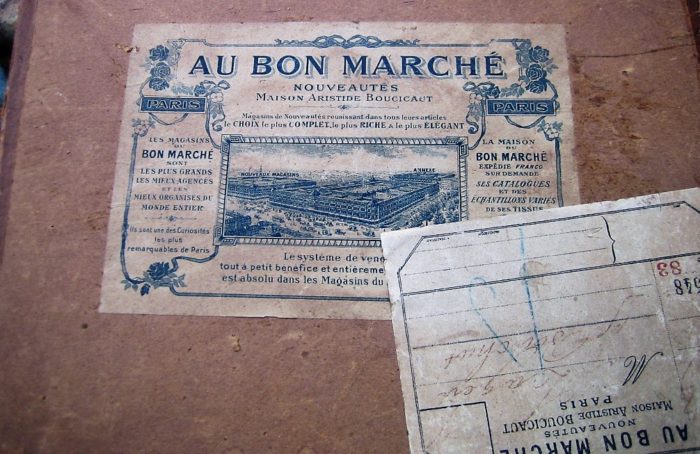 AU BON MARCHÉ
NOUVEAUTÉS
MAISON ARISTIDE BOUCICAUT
PARIS
PARIS
Magasins de Nouveautés réunissant dans tous leurs articles
le CHOIX le plus COMPLET, le plus RICHE & le plus ÉLÉGANT
LES MAGASINS
DU
BON MARCHÉ
SONT
LES PLUS GRANDS
LES MIEUX AGENCÉS
ET LES
MIEUX ORGANISÉS DU
MONDE ENTIER
Ils sont une des Curiosités
les plus
remarquables de Paris
NOUVEAUX MAGASINS
ANNEXE
LA MAISON
DU
BON MARCHÉ
EXPÉDIE FRANCO
SUR DEMANDE
SES CATALOGUES
ET DES
ÉCHANTILLONS VARIÉS
DE SES TISSUS
Le système de
tout à petit bénéfice et entièrement
est absolu dans les Magasins du
AU BON MARCHÉ
NOUVEAUTÉS
MAISON ARISTIDE BOUCICAUT
PARIS
M
83